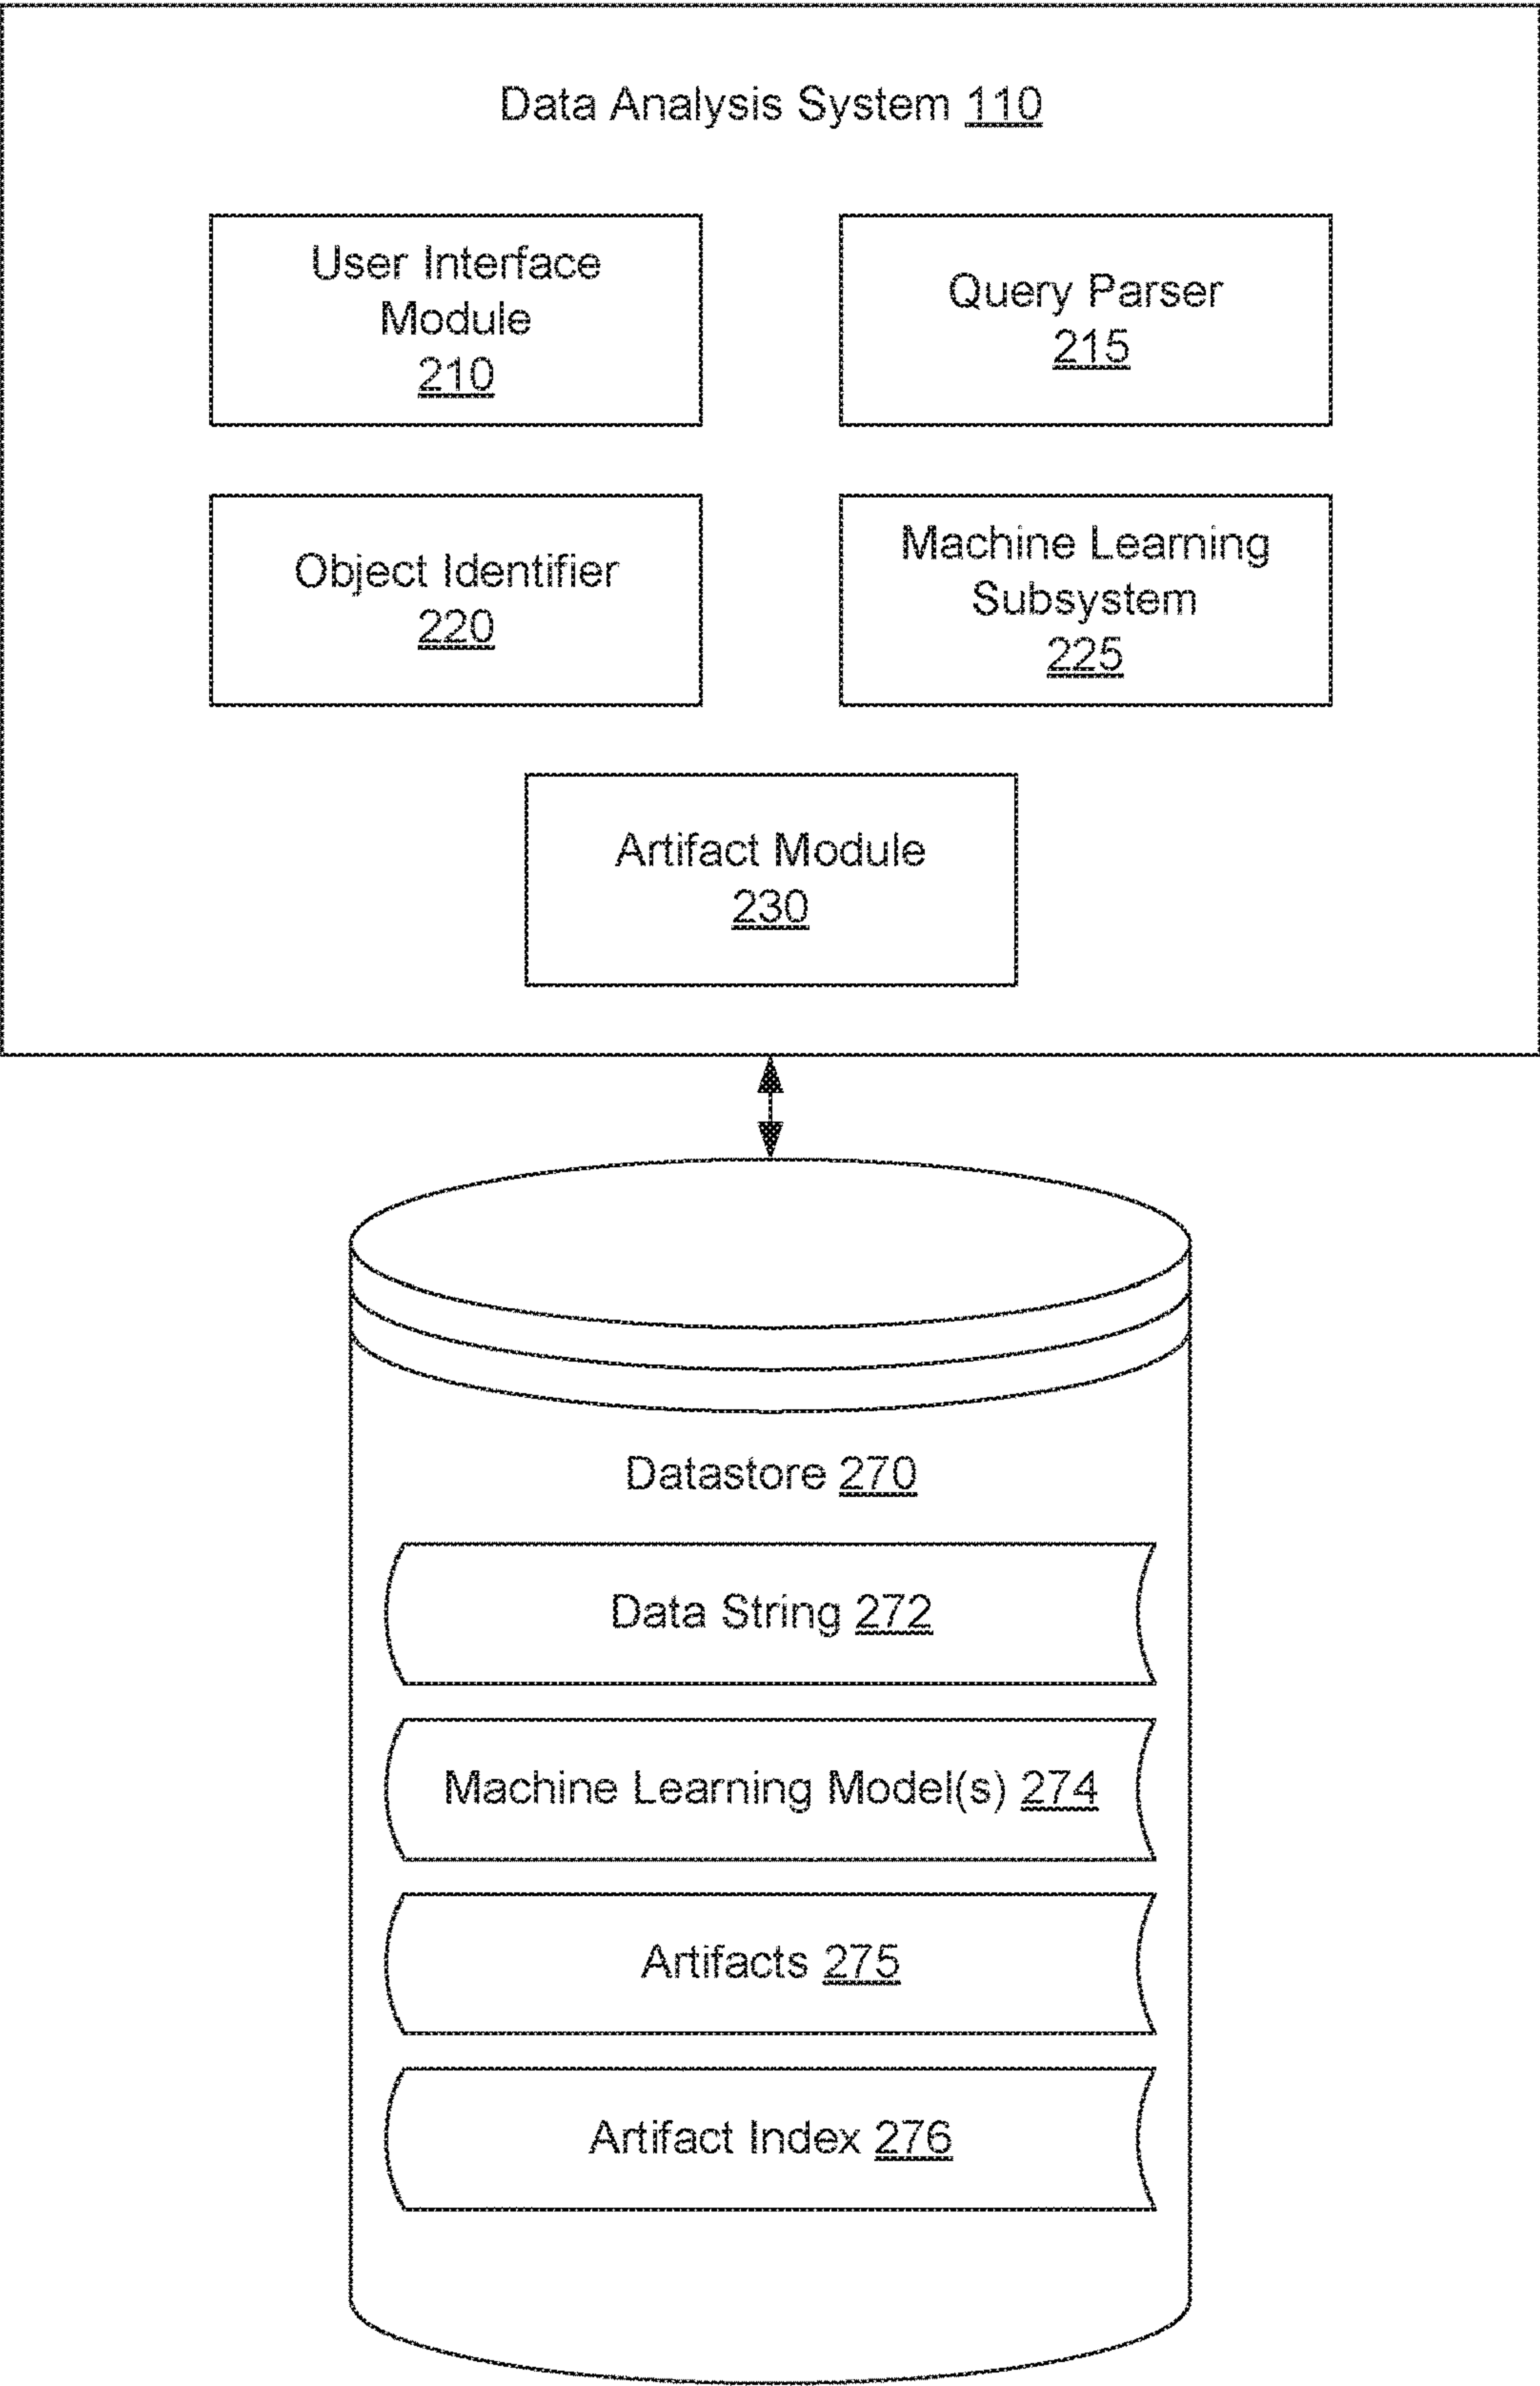 Data Analysis System 110
User Interface
Module
210
Query Parser
215
Object Identifier
220
Machine Learning
Subsystem
225
Artifact Module
230
Datastore 270
Data String 272
Machine Learning Model(s) 274
Artifacts 275
Artifact Index 276